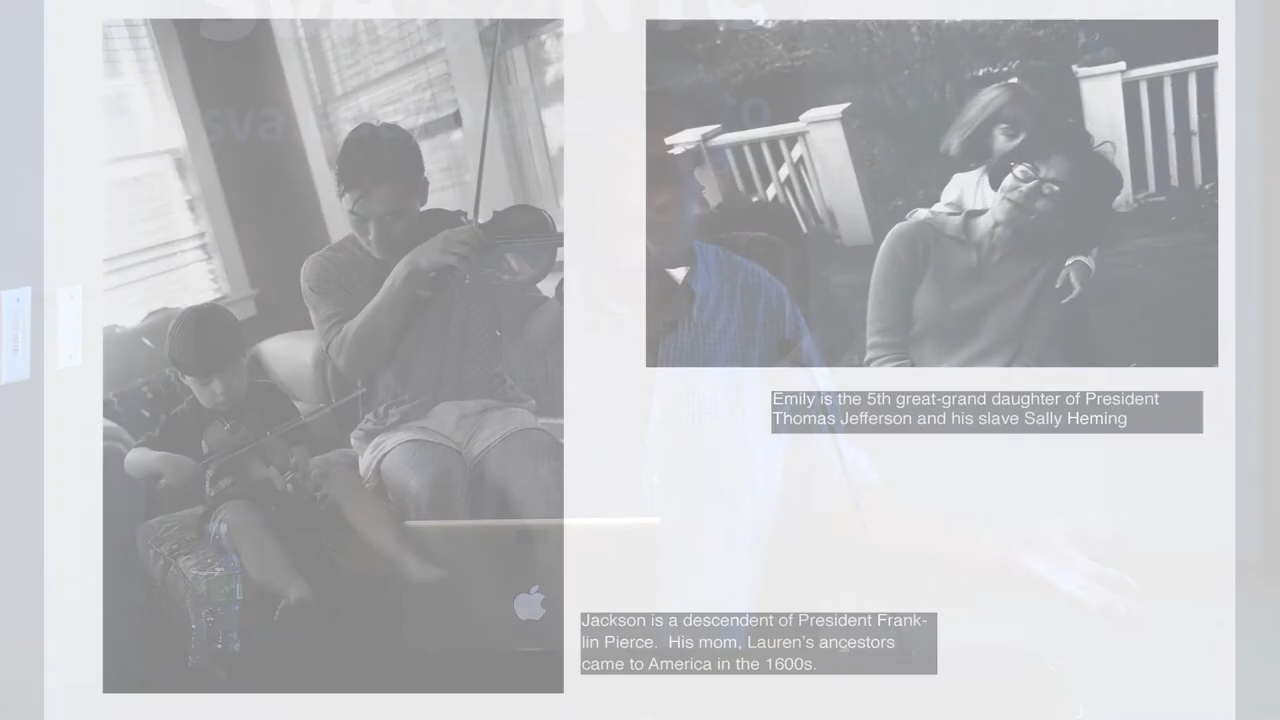 sva
Emily is the 5th great-grand daughter of President
Thomas Jefferson and his slave Sally Heming
Jackson is a descendent of President Frank-
lin Pierce.  His mom, Lauren's ancestors
came to America in the 1600s.